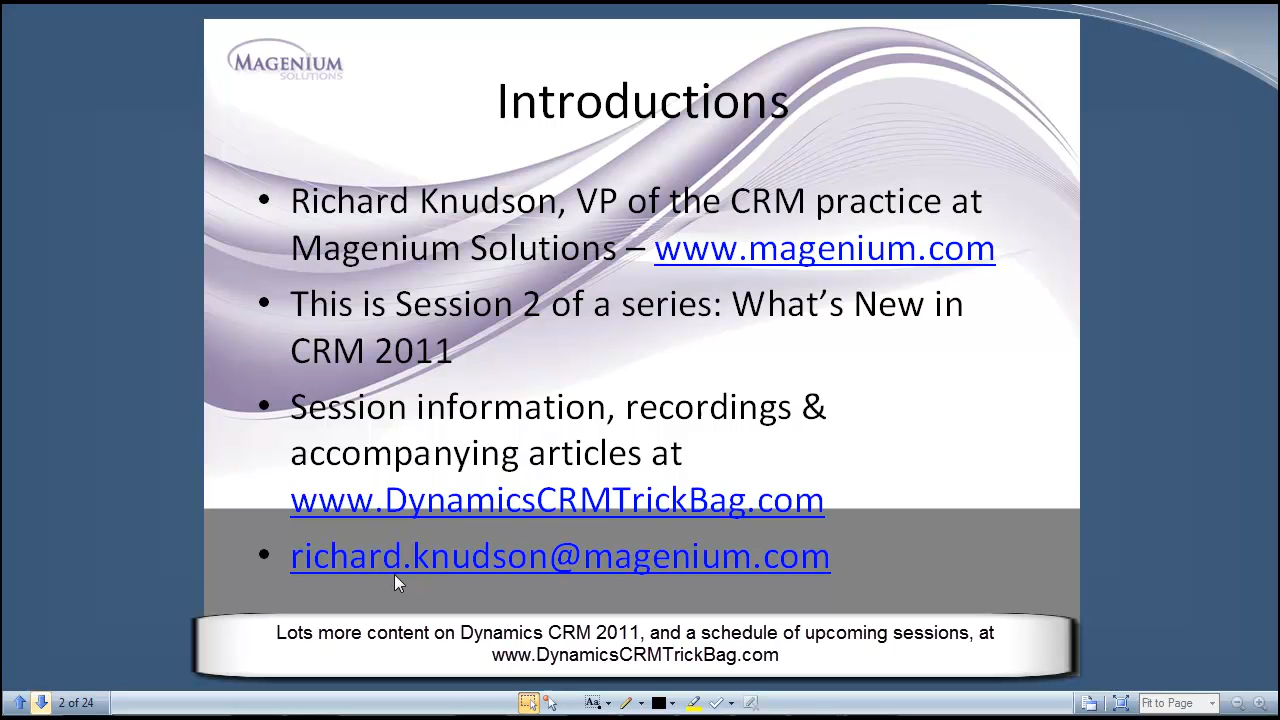 MAGENIUM
SOLUTIONS
Introductions
• Richard Knudson, VP of the CRM practice at
Magenium Solutions – www.magenium.com
• This is Session 2 of a series: What’s New in
CRM 2011
• Session information, recordings &
accompanying articles at
www.DynamicsCRMTrickBag.com
• richard.knudson@magenium.com
Lots more content on Dynamics CRM 2011, and a schedule of upcoming sessions, at
www.DynamicsCRMTrickBag.com
2 of 24
Aa
Fit to Page